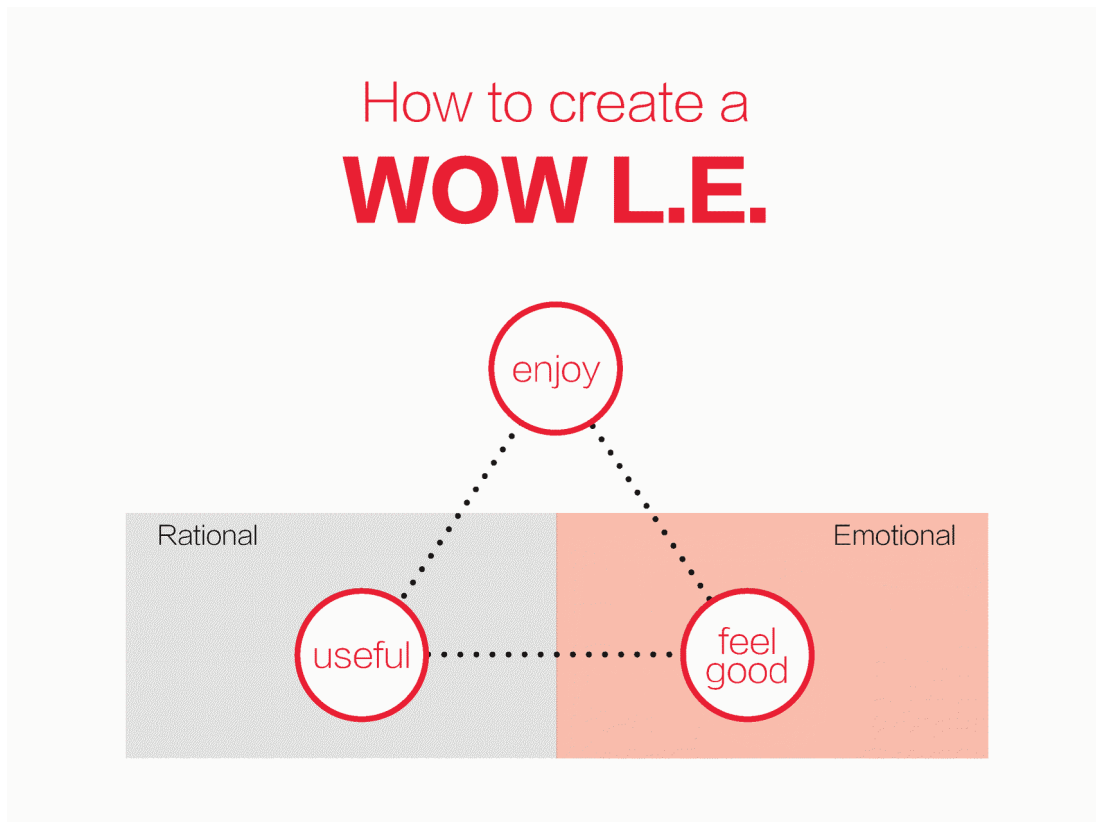 How to create a
WOW L.E.
enjoy
Rational
Emotional
useful
feel
good